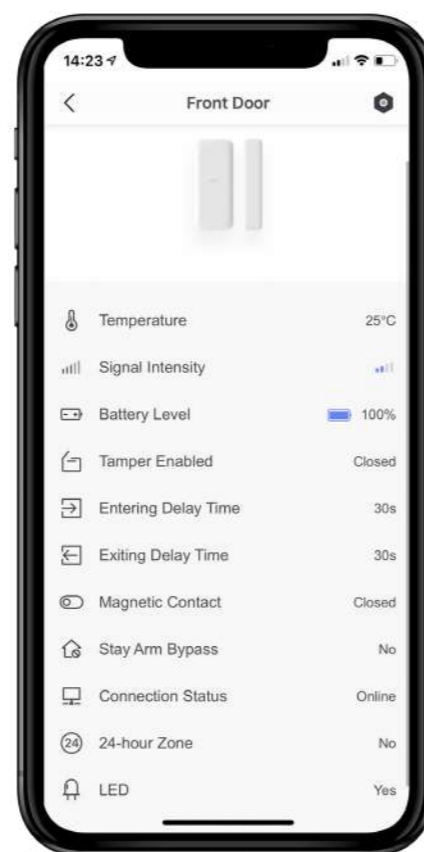 14:23
Front Door
Temperature 25°C
Signal Intensity
Battery Level 100%
Tamper Enabled Closed
Entering Delay Time 30s
Exiting Delay Time 30s
Magnetic Contact Closed
Stay Arm Bypass No
Connection Status Online
24 24-hour Zone No
LED Yes